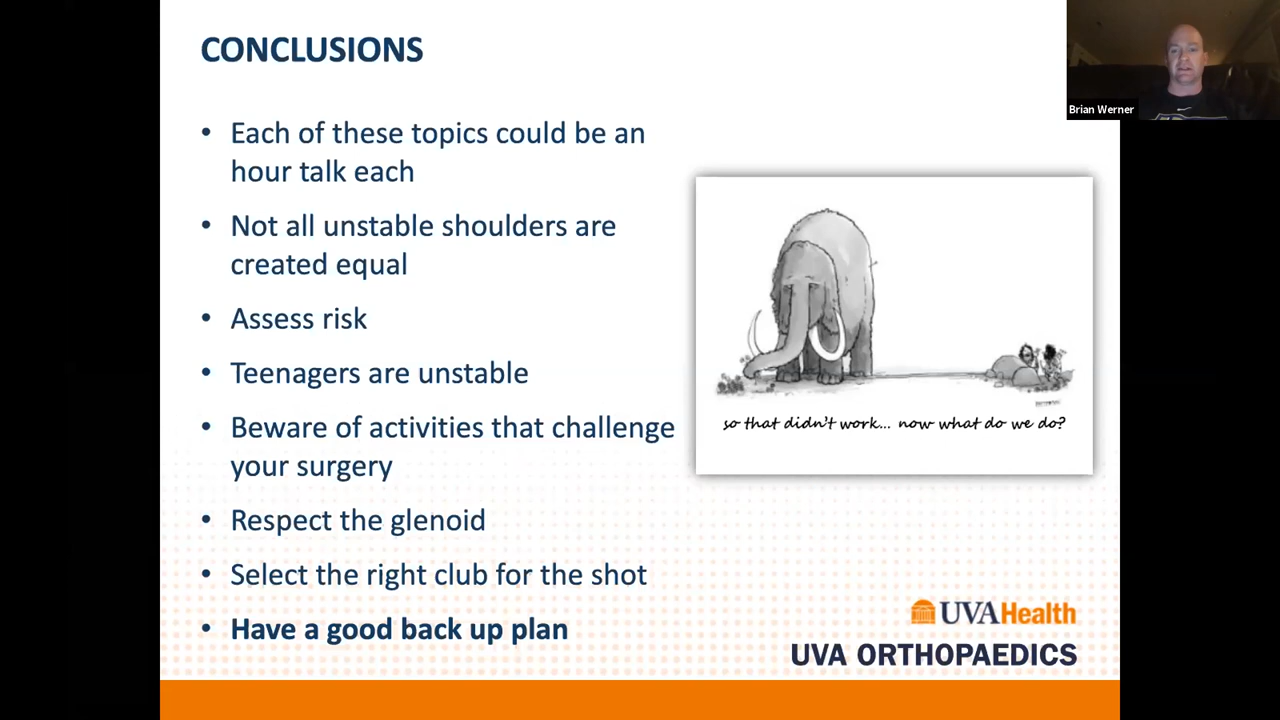 CONCLUSIONS
• Each of these topics could be an
hour talk each
• Not all unstable shoulders are
created equal
• Assess risk
• Teenagers are unstable
• Beware of activities that challenge
your surgery
• Respect the glenoid
• Select the right club for the shot
• Have a good back up plan
so that didn't work... now what do we do?
UVAHealth
UVA ORTHOPAEDICS
Brian Werner